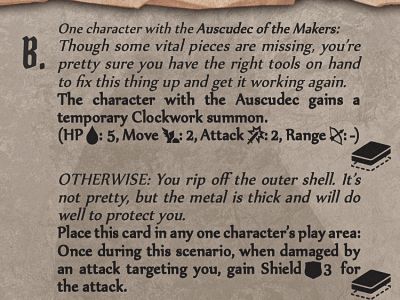 One character with the Auscudec of the Makers:
B. Though some vital pieces are missing, you're
pretty sure you have the right tools on hand
to fix this thing up and get it working again.
The character with the Auscudec gains a
temporary Clockwork summon.
(HP : 5, Move : 2, Attack : 2, Range : -)
OTHERWISE: You rip off the outer shell. It's
not pretty, but the metal is thick and will do
well to protect you.
Place this card in any one character's play area:
Once during this scenario, when damaged by
an attack targeting you, gain Shield 3 for
the attack.